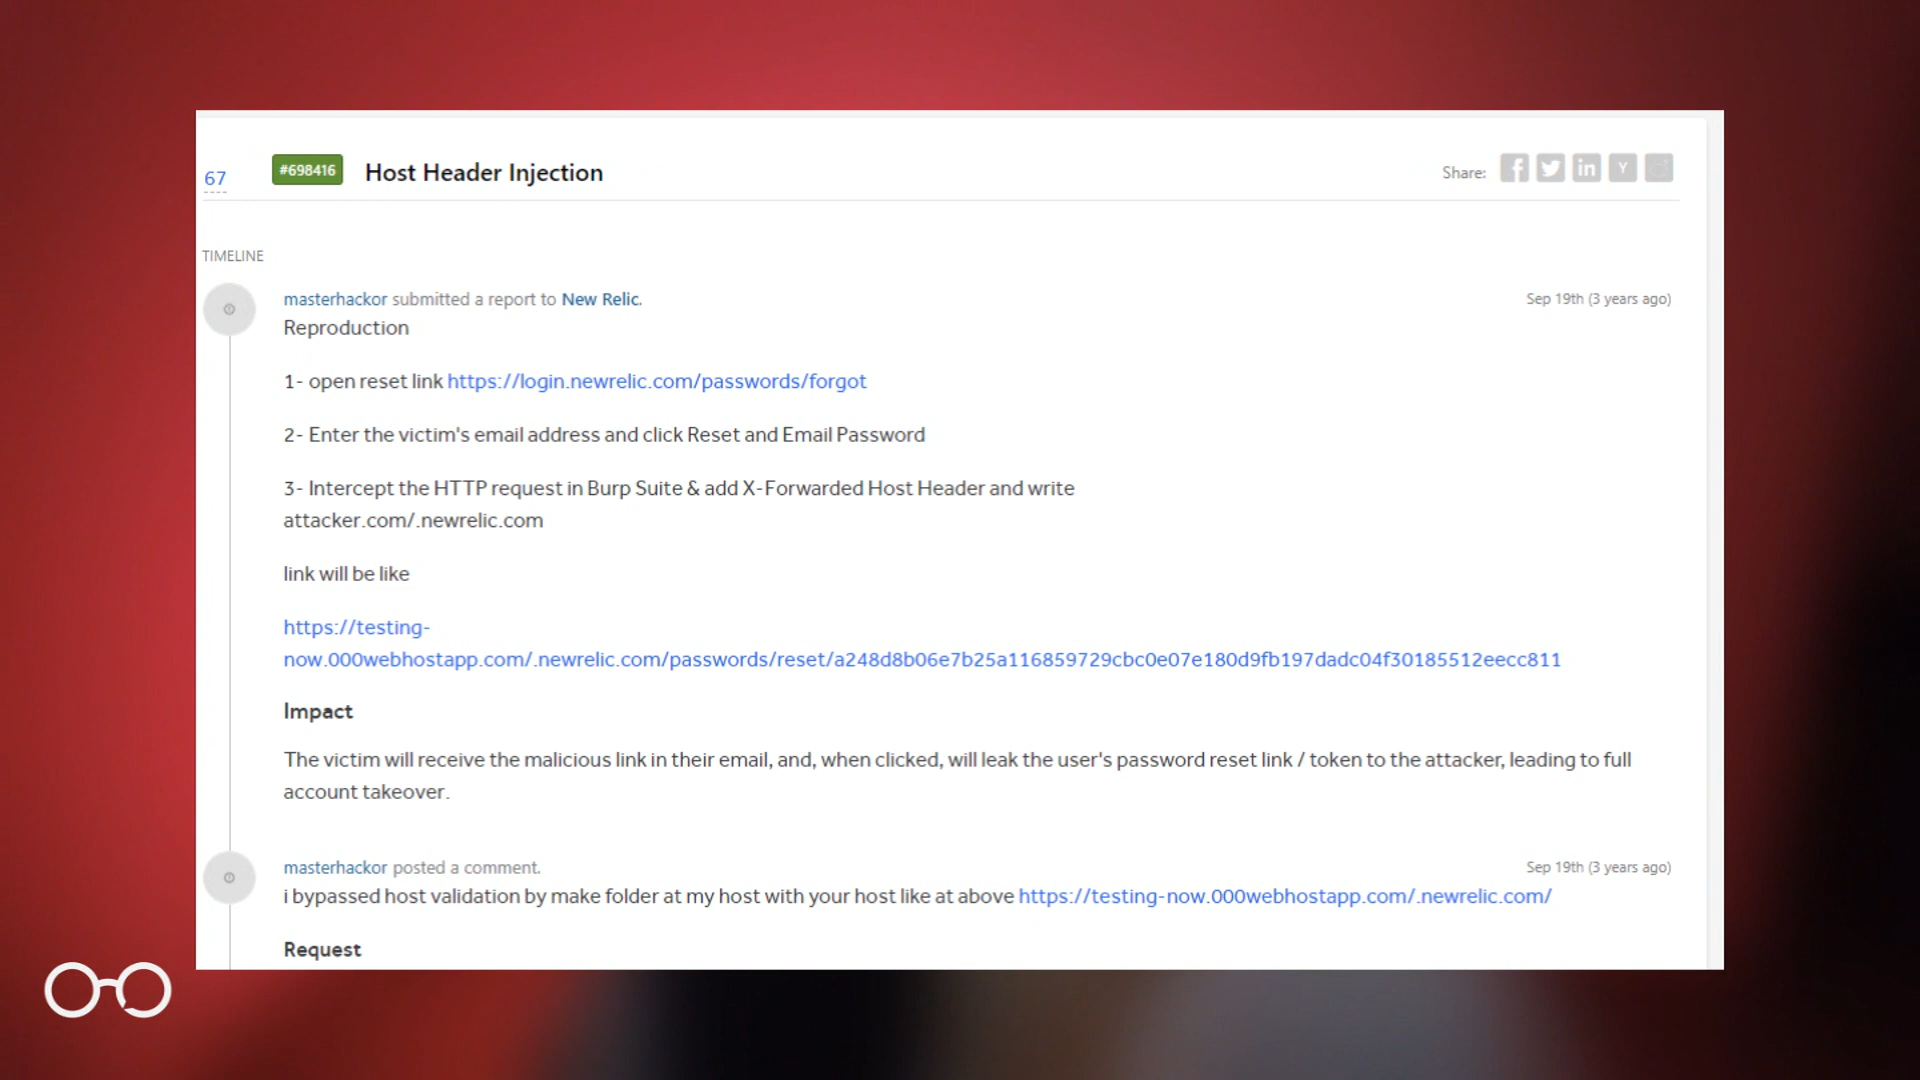 67
#698416
Host Header Injection
Share:
TIMELINE
masterhackor submitted a report to New Relic.
Sep 19th (3 years ago)
Reproduction
1- open reset link https://login.newrelic.com/passwords/forgot
2- Enter the victim's email address and click Reset and Email Password
3- Intercept the HTTP request in Burp Suite & add X-Forwarded Host Header and write
attacker.com/.newrelic.com
link will be like
https://testing-
now.000webhostapp.com/.newrelic.com/passwords/reset/a248d8b06e7b25a116859729cbc0e07e180d9fb197dadc04f30185512eecc811
Impact
The victim will receive the malicious link in their email, and, when clicked, will leak the user's password reset link / token to the attacker, leading to full
account takeover.
masterhackor posted a comment.
Sep 19th (3 years ago)
i bypassed host validation by make folder at my host with your host like at above https://testing-now.000webhostapp.com/.newrelic.com/
Request